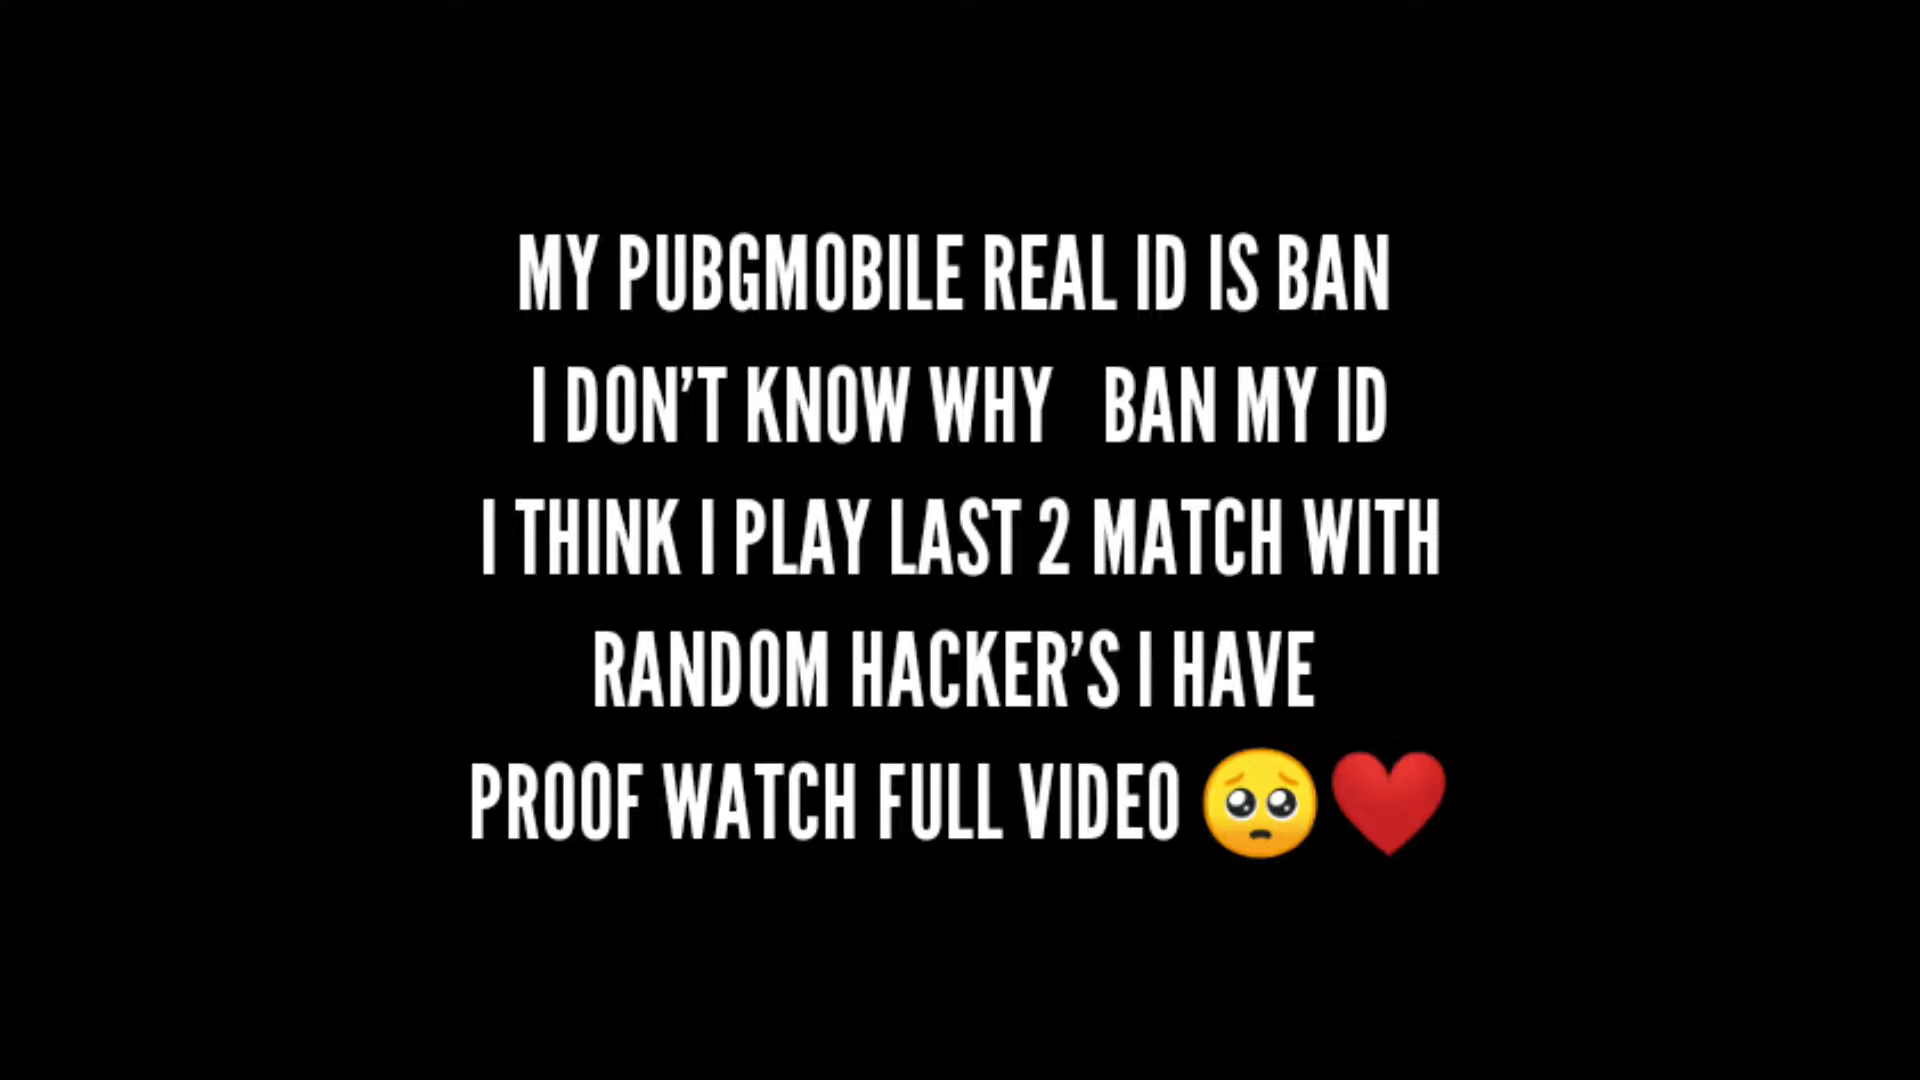 MY PUBGMOBILE REAL ID IS BAN
I DON’T KNOW WHY   BAN MY ID
I THINK I PLAY LAST 2 MATCH WITH
RANDOM HACKER’S I HAVE
PROOF WATCH FULL VIDEO 🥺❤️